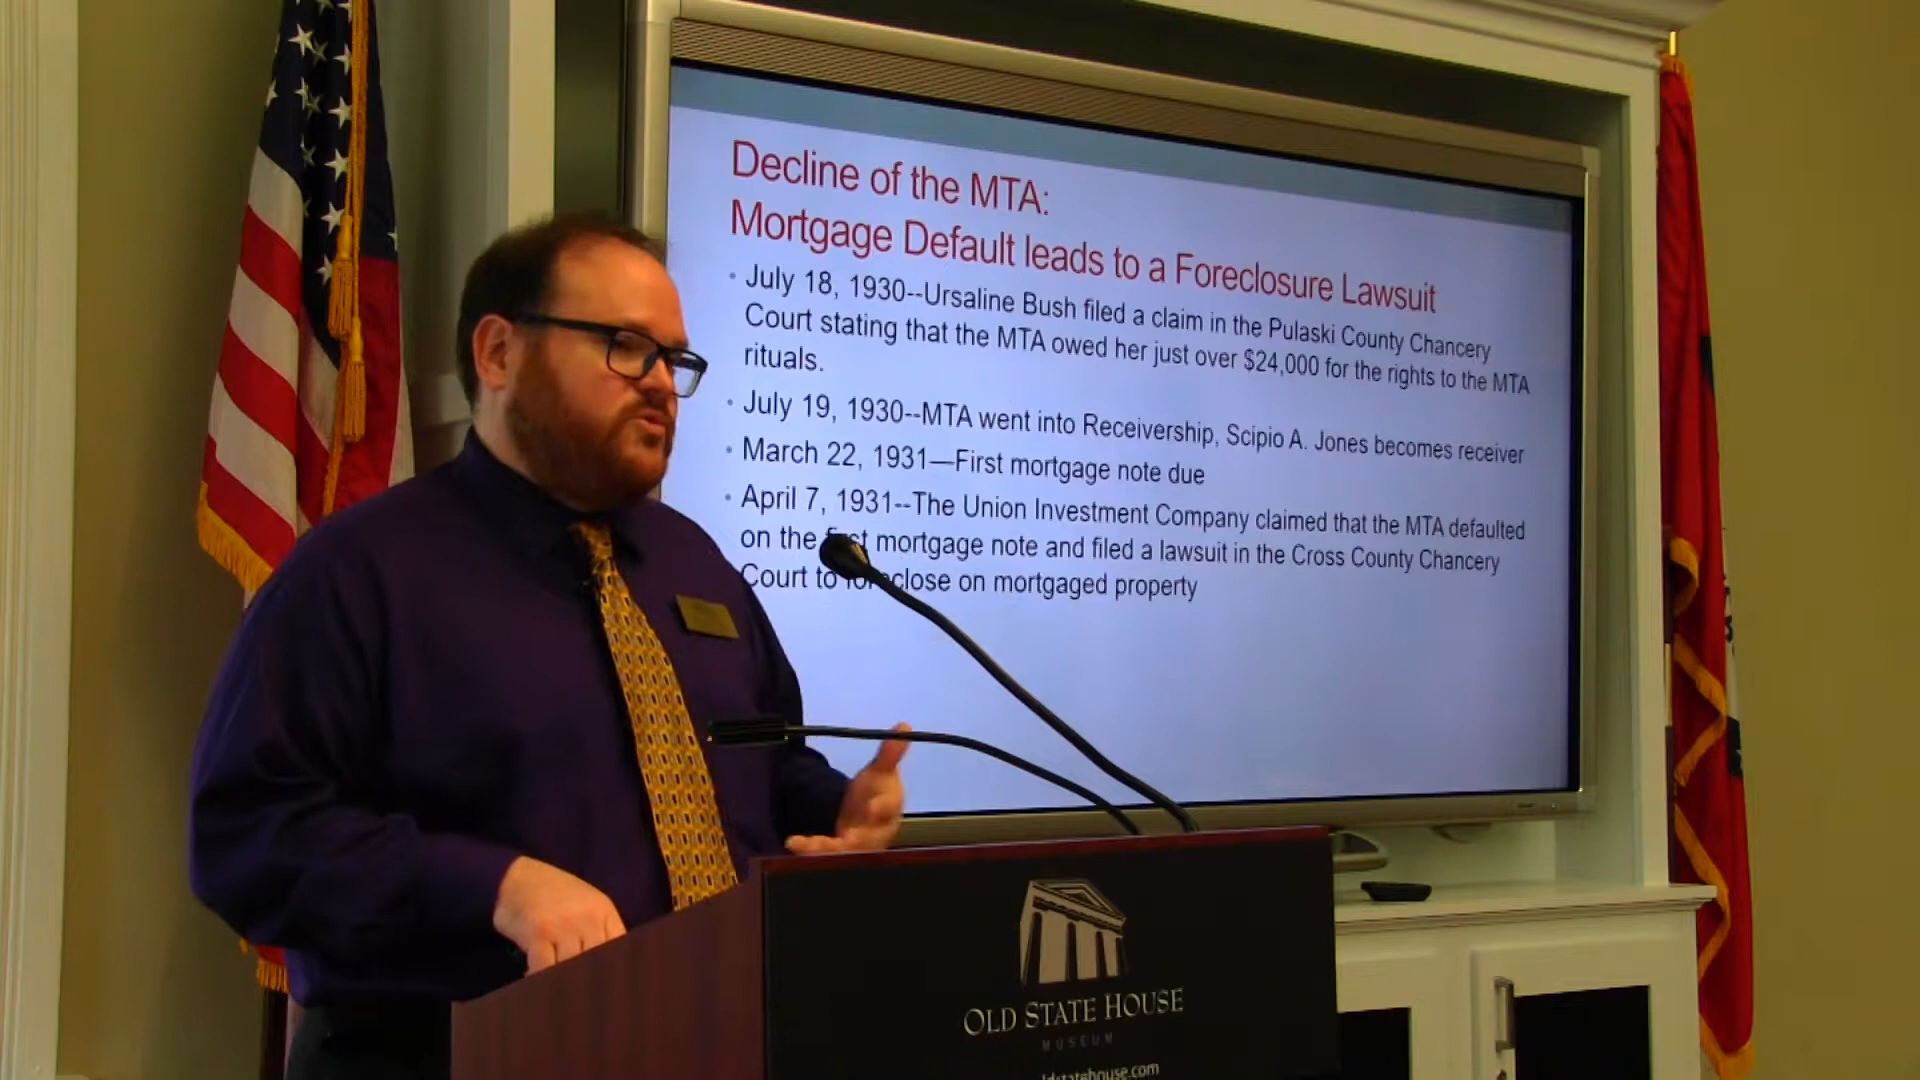 Decline of the MTA:
Mortgage Default leads to a Foreclosure Lawsuit
• July 18, 1930--Ursaline Bush filed a claim in the Pulaski County Chancery
Court stating that the MTA owed her just over $24,000 for the rights to the MTA
rituals.
• July 19, 1930--MTA went into Receivership, Scipio A. Jones becomes receiver
• March 22, 1931—First mortgage note due
• April 7, 1931--The Union Investment Company claimed that the MTA defaulted
on the first mortgage note and filed a lawsuit in the Cross County Chancery
Court to foreclose on mortgaged property
OLD STATE HOUSE
MUSEUM
ldstatehouse.com